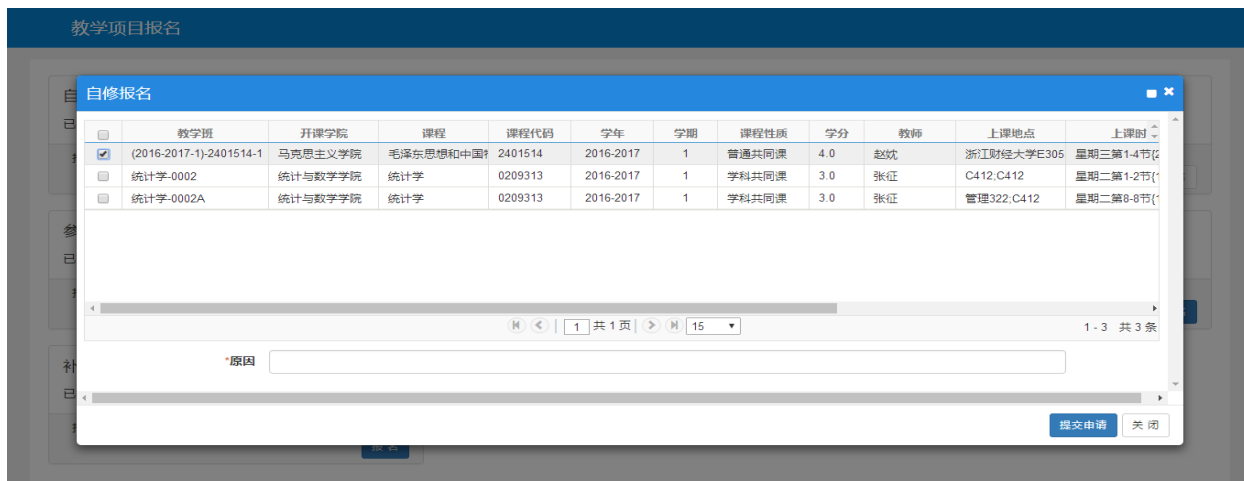 教学项目报名
自修报名
教学班 开课学院 课程 课程代码 学年 学期 课程性质 学分 教师 上课地点 上课时
(2016-2017-1)-2401514-1 马克思主义学院 毛泽东思想和中国特 2401514 2016-2017 1 普通共同课 4.0 赵沈 浙江财经大学E305 星期三第1-4节{2
统计学-0002 统计与数学学院 统计学 0209313 2016-2017 1 学科共同课 3.0 张征 C412;C412 星期二第1-2节{1
统计学-0002A 统计与数学学院 统计学 0209313 2016-2017 1 学科共同课 3.0 张征 管理322;C412 星期二第8-8节{1
1 共 1 页 15 1 - 3 共 3 条
*原因
提交申请 关 闭
报 名